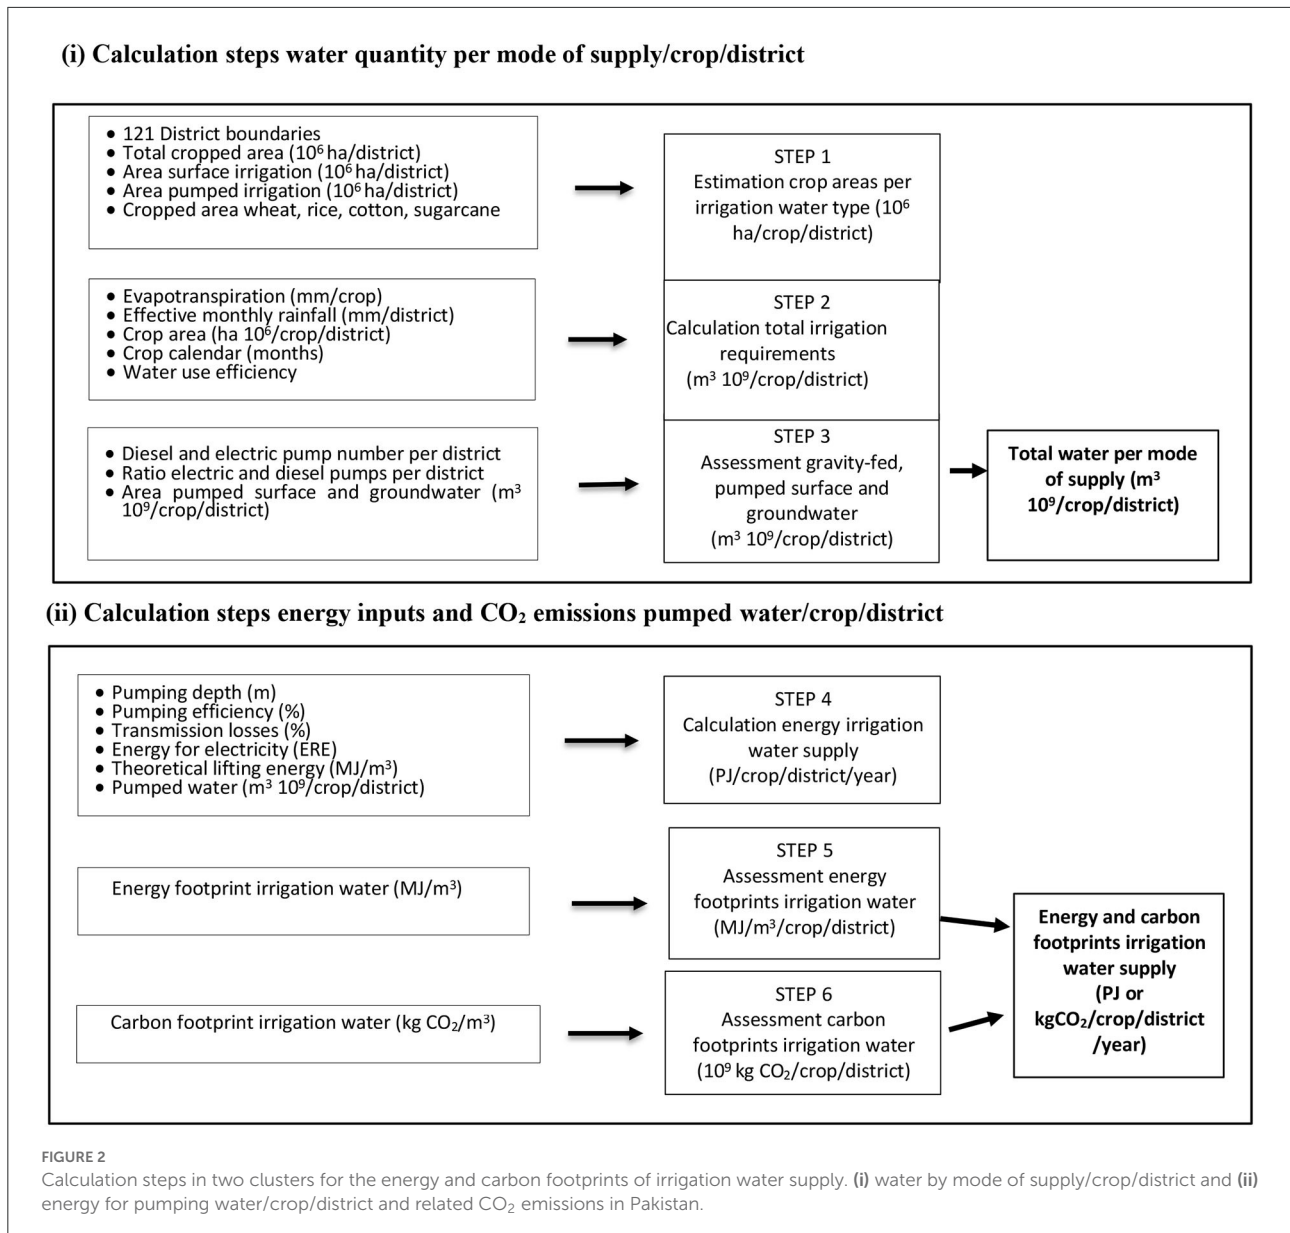 (i) Calculation steps water quantity per mode of supply/crop/district
● 121 District boundaries
● Total cropped area (10⁶ ha/district)
● Area surface irrigation (10⁶ ha/district)
● Area pumped irrigation (10⁶ ha/district)
● Cropped area wheat, rice, cotton, sugarcane
STEP 1
Estimation crop areas per
irrigation water type (10⁶
ha/crop/district)
● Evapotranspiration (mm/crop)
● Effective monthly rainfall (mm/district)
● Crop area (ha 10⁶/crop/district)
● Crop calendar (months)
● Water use efficiency
STEP 2
Calculation total irrigation
requirements
(m³ 10⁹/crop/district)
● Diesel and electric pump number per district
● Ratio electric and diesel pumps per district
● Area pumped surface and groundwater (m³
10⁹/crop/district)
STEP 3
Assessment gravity-fed,
pumped surface and
groundwater
(m³ 10⁹/crop/district)
Total water per mode
of supply (m³
10⁹/crop/district)
(ii) Calculation steps energy inputs and CO₂ emissions pumped water/crop/district
● Pumping depth (m)
● Pumping efficiency (%)
● Transmission losses (%)
● Energy for electricity (ERE)
● Theoretical lifting energy (MJ/m³)
● Pumped water (m³ 10⁹/crop/district)
STEP 4
Calculation energy irrigation
water supply
(PJ/crop/district/year)
Energy footprint irrigation water (MJ/m³)
STEP 5
Assessment energy
footprints irrigation water
(MJ/m³/crop/district)
Carbon footprint irrigation water (kg CO₂/m³)
STEP 6
Assessment carbon
footprints irrigation water
(10⁹ kg CO₂/crop/district)
Energy and carbon
footprints irrigation
water supply
(PJ or
kgCO₂/crop/district
/year)
FIGURE 2
Calculation steps in two clusters for the energy and carbon footprints of irrigation water supply. (i) water by mode of supply/crop/district and (ii)
energy for pumping water/crop/district and related CO₂ emissions in Pakistan.